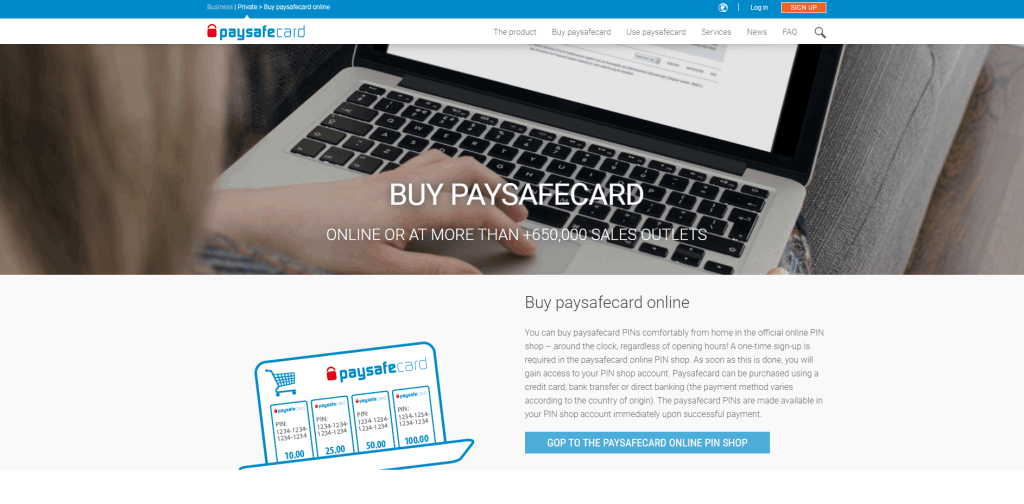 Business | Private > Buy paysafecard online
Log in
SIGN UP
paysafecard
The product
Buy paysafecard
Use paysafecard
Services
News
FAQ
BUY PAYSAFECARD
ONLINE OR AT MORE THAN +650,000 SALES OUTLETS
Buy paysafecard online
You can buy paysafecard PINs comfortably from home in the official online PIN
shop – around the clock, regardless of opening hours! A one-time sign-up is
required in the paysafecard online PIN shop. As soon as this is done, you will
gain access to your PIN shop account. Paysafecard can be purchased using a
credit card, bank transfer or direct banking (the payment method varies
according to the country of origin). The paysafecard PINs are made available in
your PIN shop account immediately upon successful payment.
GOP TO THE PAYSAFECARD ONLINE PIN SHOP
paysafecard
paysafecard
PIN:
1234-1234-
1234-1234
10.00
paysafecard
PIN:
1234-1234-
1234-1234
25.00
paysafecard
PIN:
1234-1234-
1234-1234
50.00
paysafecard
PIN:
1234-1234-
1234-1234
100.00